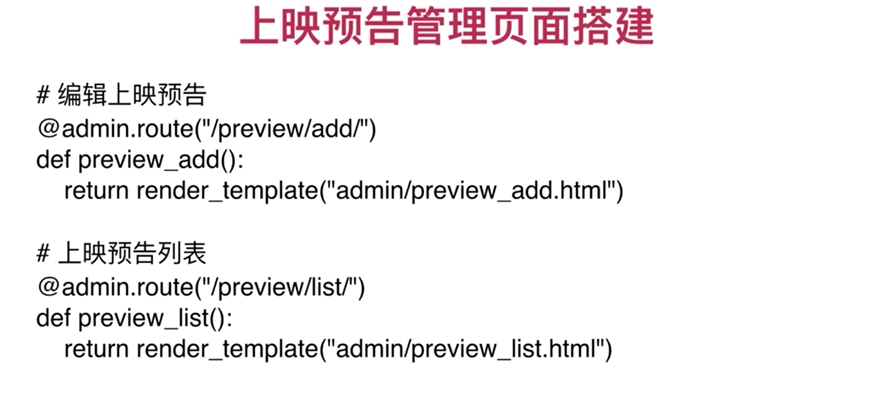 上映预告管理页面搭建
# 编辑上映预告
@admin.route("/preview/add/")
def preview_add():
    return render_template("admin/preview_add.html")
# 上映预告列表
@admin.route("/preview/list/")
def preview_list():
    return render_template("admin/preview_list.html")